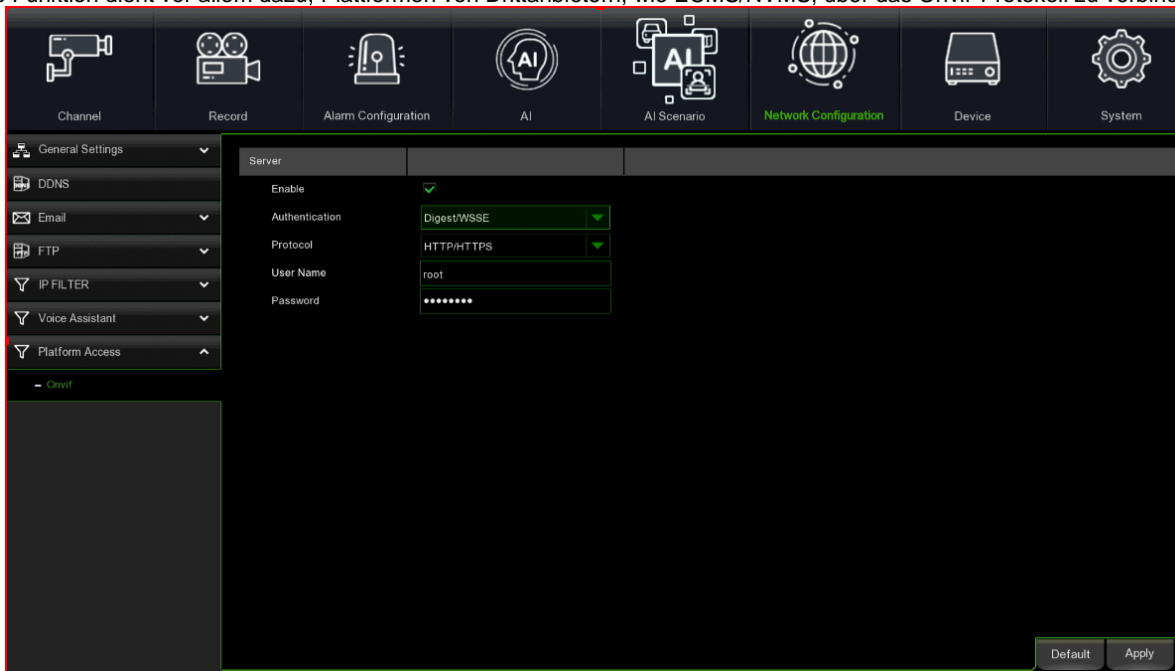 Funktion dient vor allem dazu, Plattformen von Drittanbietern, wie ECMS/NVMS, über das Onvif-Protokoll zu
Channel Record Alarm Configuration AI AI Scenario Network Configuration Device System
General Settings
DDNS
Email
FTP
IP FILTER
Voice Assistant
Platform Access
Onvif
Server
Enable
Authentication Digest/WSSE
Protocol HTTP/HTTPS
User Name root
Password ••••••••
Default Apply